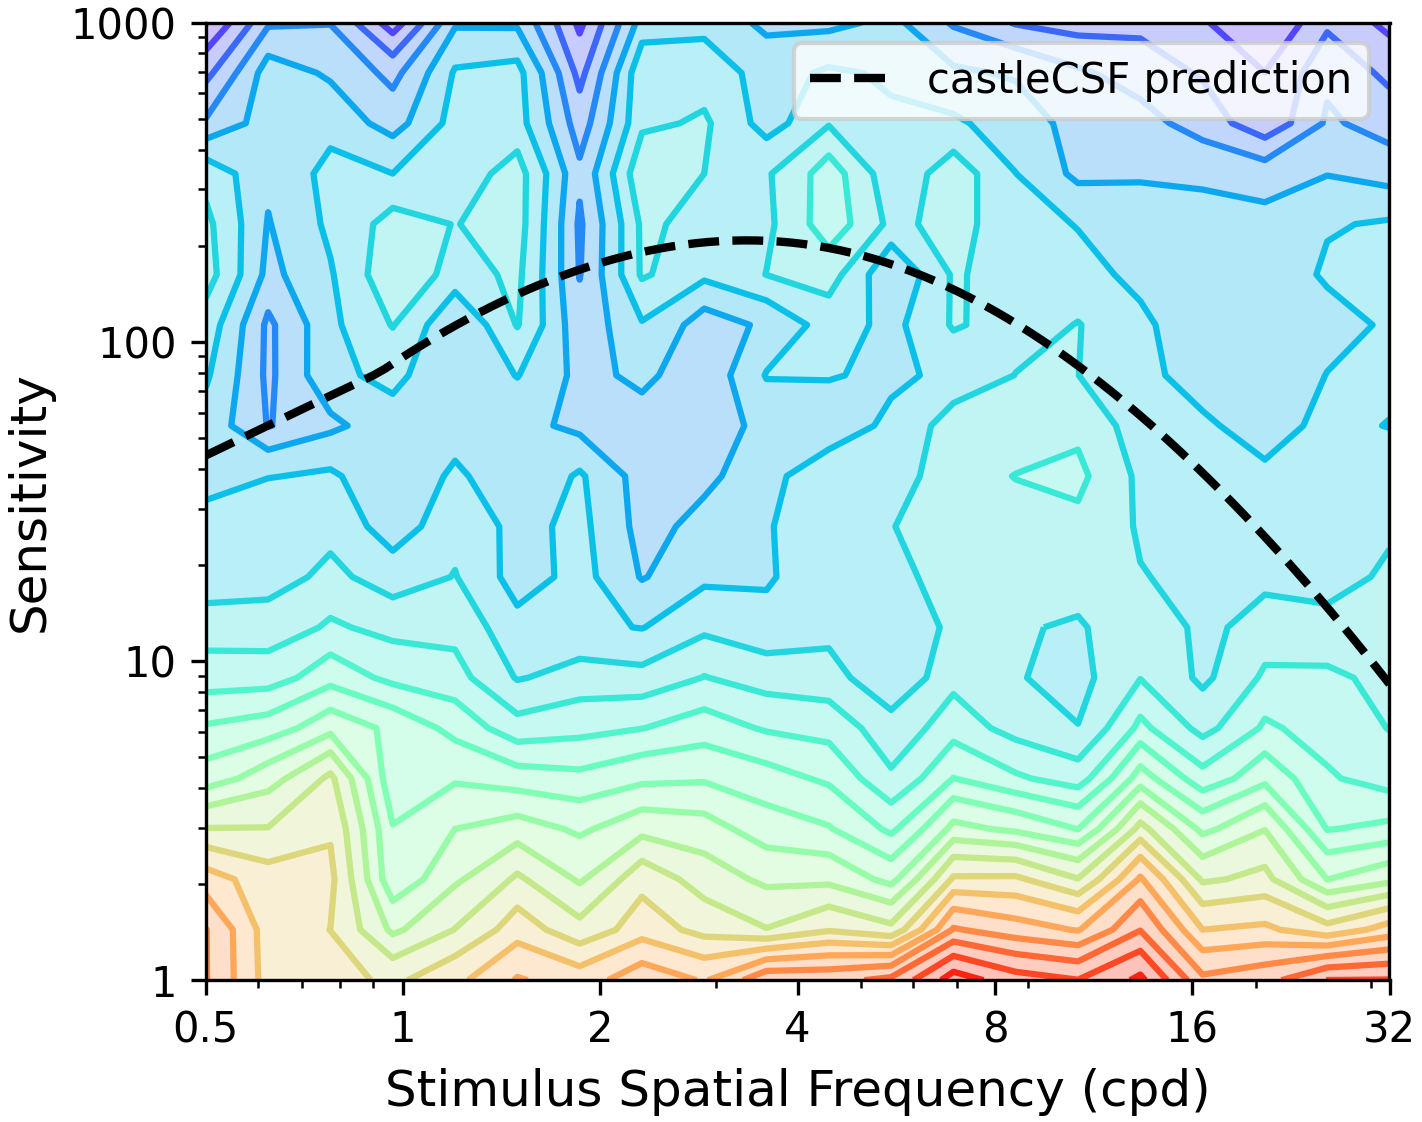 1000
castleCSF prediction
100
Sensitivity
10
1
0.5 1 2 4 8 16 32
Stimulus Spatial Frequency (cpd)